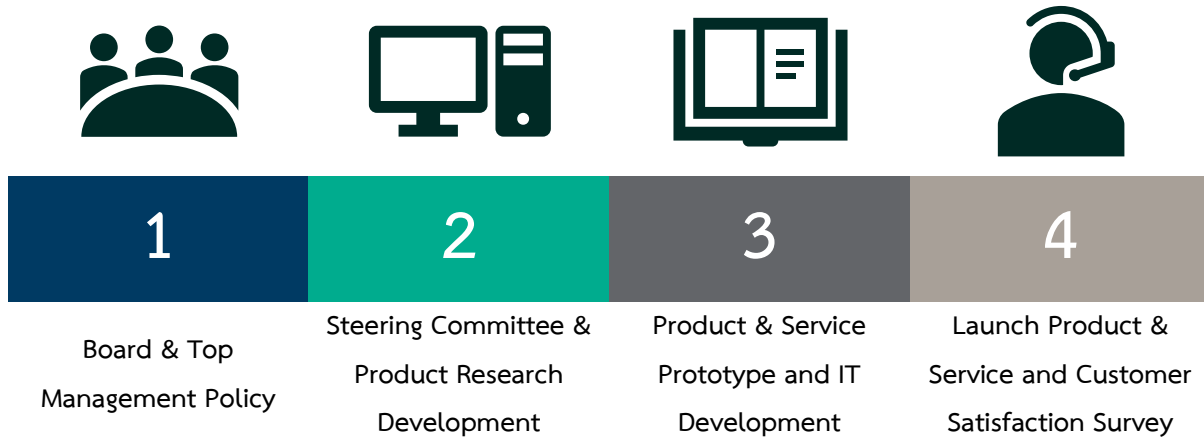 1
2
3
4
Board & Top
Management Policy
Steering Committee &
Product Research
Development
Product & Service
Prototype and IT
Development
Launch Product &
Service and Customer
Satisfaction Survey